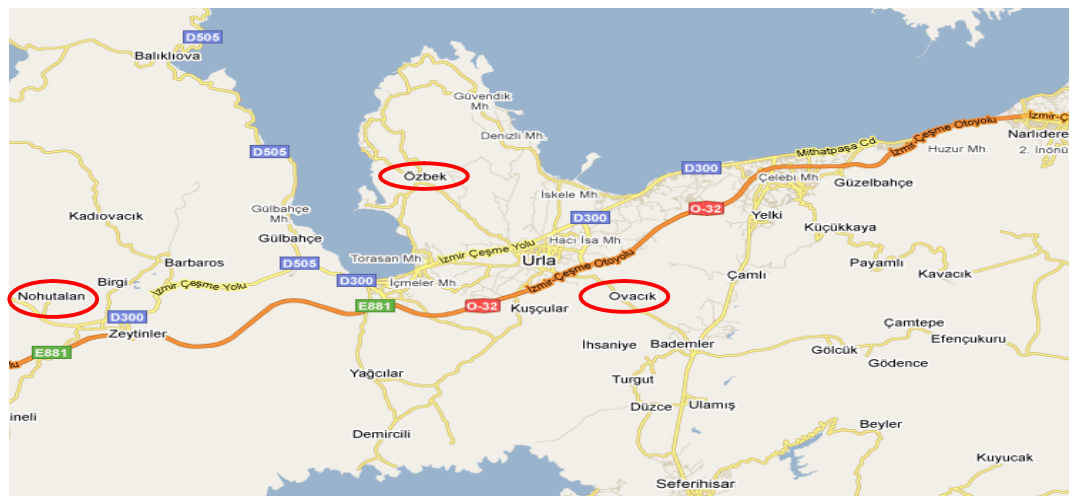 D505
Balıklıova
Güvendik
Mh.
Denizli Mh.
D505
Özbek
Mithatpaşa Cd
D300
İzmir-Çeşme Otoyolu
İzmir-Ç
Narlıdere
2. İnönü
Huzur Mh.
Çelebi Mh.
Güzelbahçe
İskele Mh.
Kadıovacık
Gülbahçe
Mh.
Gülbahçe
D300
O-32
Yelki
Küçükkaya
Hacı İsa Mh.
İzmir Çeşme Yolu
Urla
İzmir-Çeşme Otoyolu
Torasan Mh.
Barbaros
D505
Birgi
İzmir Çeşme Yolu
D300
İçmeler Mh.
Çamlı
Payamlı
Kavacık
Nohutalan
Ovacık
E881
O-32
Kuşçular
D300
Zeytinler
Çamtepe
Efençukuru
İhsaniye
Bademler
Gölcük
Gödence
E881
lu
Yağcılar
Turgut
Düzce
Ulamış
ineli
Demircili
Beyler
Kuyucak
Seferihisar